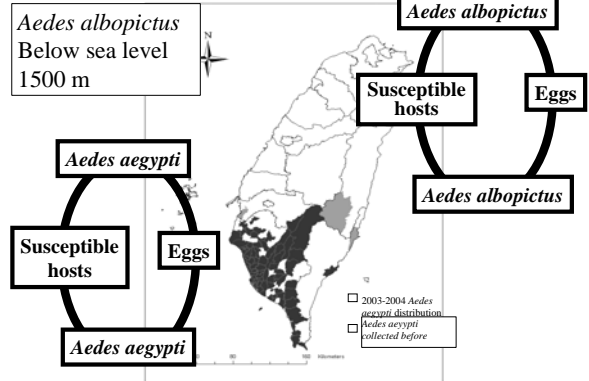 Aedes albopictus
Below sea level
1500 m
N
Aedes albopictus
Susceptible
hosts
Eggs
Aedes albopictus
Aedes aegypti
Susceptible
hosts
Eggs
Aedes aegypti
2003-2004 Aedes
aegypti distribution
Aedes aeyypti
collected before